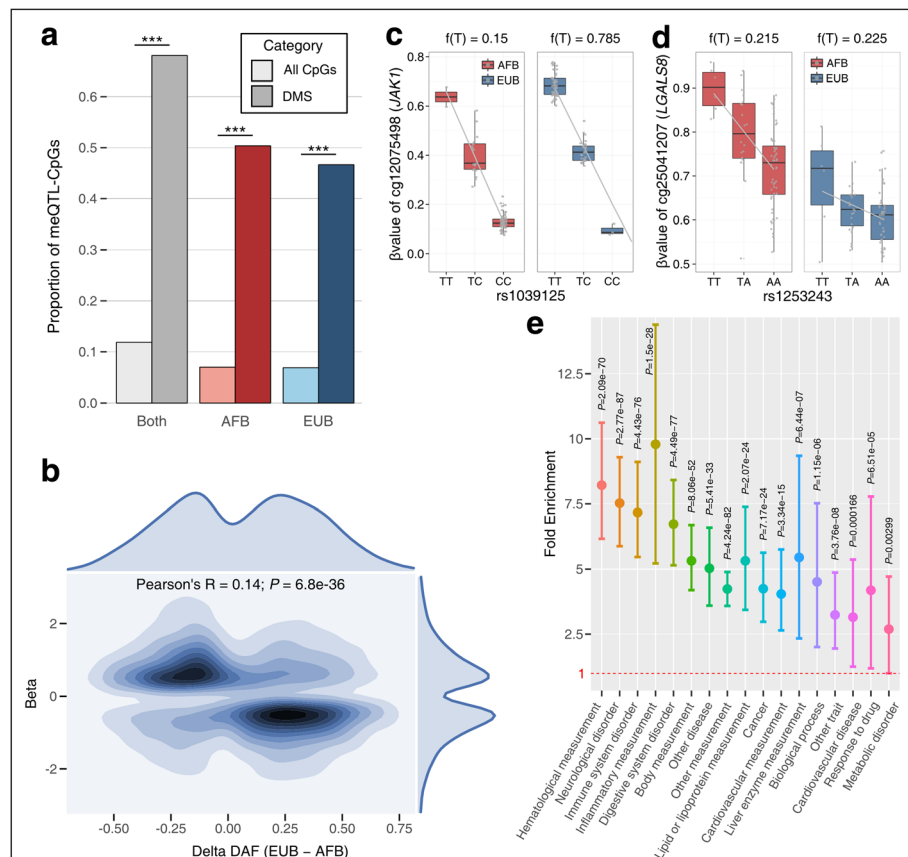 a
***
Category
All CpGs
DMS
***
***
Proportion of meQTL-CpGs
0.6
0.5
0.4
0.3
0.2
0.1
0.0
Both
AFB
EUB
b
Pearson's R = 0.14; P = 6.8e-36
Beta
2
0
-2
-0.50
-0.25
0.00
0.25
0.50
0.75
Delta DAF (EUB − AFB)
c
f(T) = 0.15
f(T) = 0.785
AFB
EUB
βvalue of cg12075498 (JAK1)
0.8
0.6
0.4
0.2
0.0
TT TC CC
TT TC CC
rs1039125
d
f(T) = 0.215
f(T) = 0.225
AFB
EUB
βvalue of cg25041207 (LGALS8)
0.9
0.8
0.7
0.6
0.5
TT TA AA
TT TA AA
rs1253243
e
Fold Enrichment
12.5
10
7.5
5
2.5
1
P=2.09e−70
P=2.77e−87
P=4.43e−76
P=1.5e−28
P=4.49e−77
P=8.06e−52
P=5.41e−33
P=4.24e−82
P=2.07e−24
P=7.17e−24
P=3.34e−15
P=6.44e−07
P=1.15e−06
P=3.76e−08
P=0.000166
P=6.51e−05
P=0.00299
Hematological measurement
Neurological disorder
Immune system disorder
Inflammatory measurement
Digestive system disorder
Body measurement
Other disease
Other measurement
Lipid or lipoprotein measurement
Cancer
Cardiovascular measurement
Liver enzyme measurement
Biological process
Other trait
Cardiovascular disease
Response to drug
Metabolic disorder